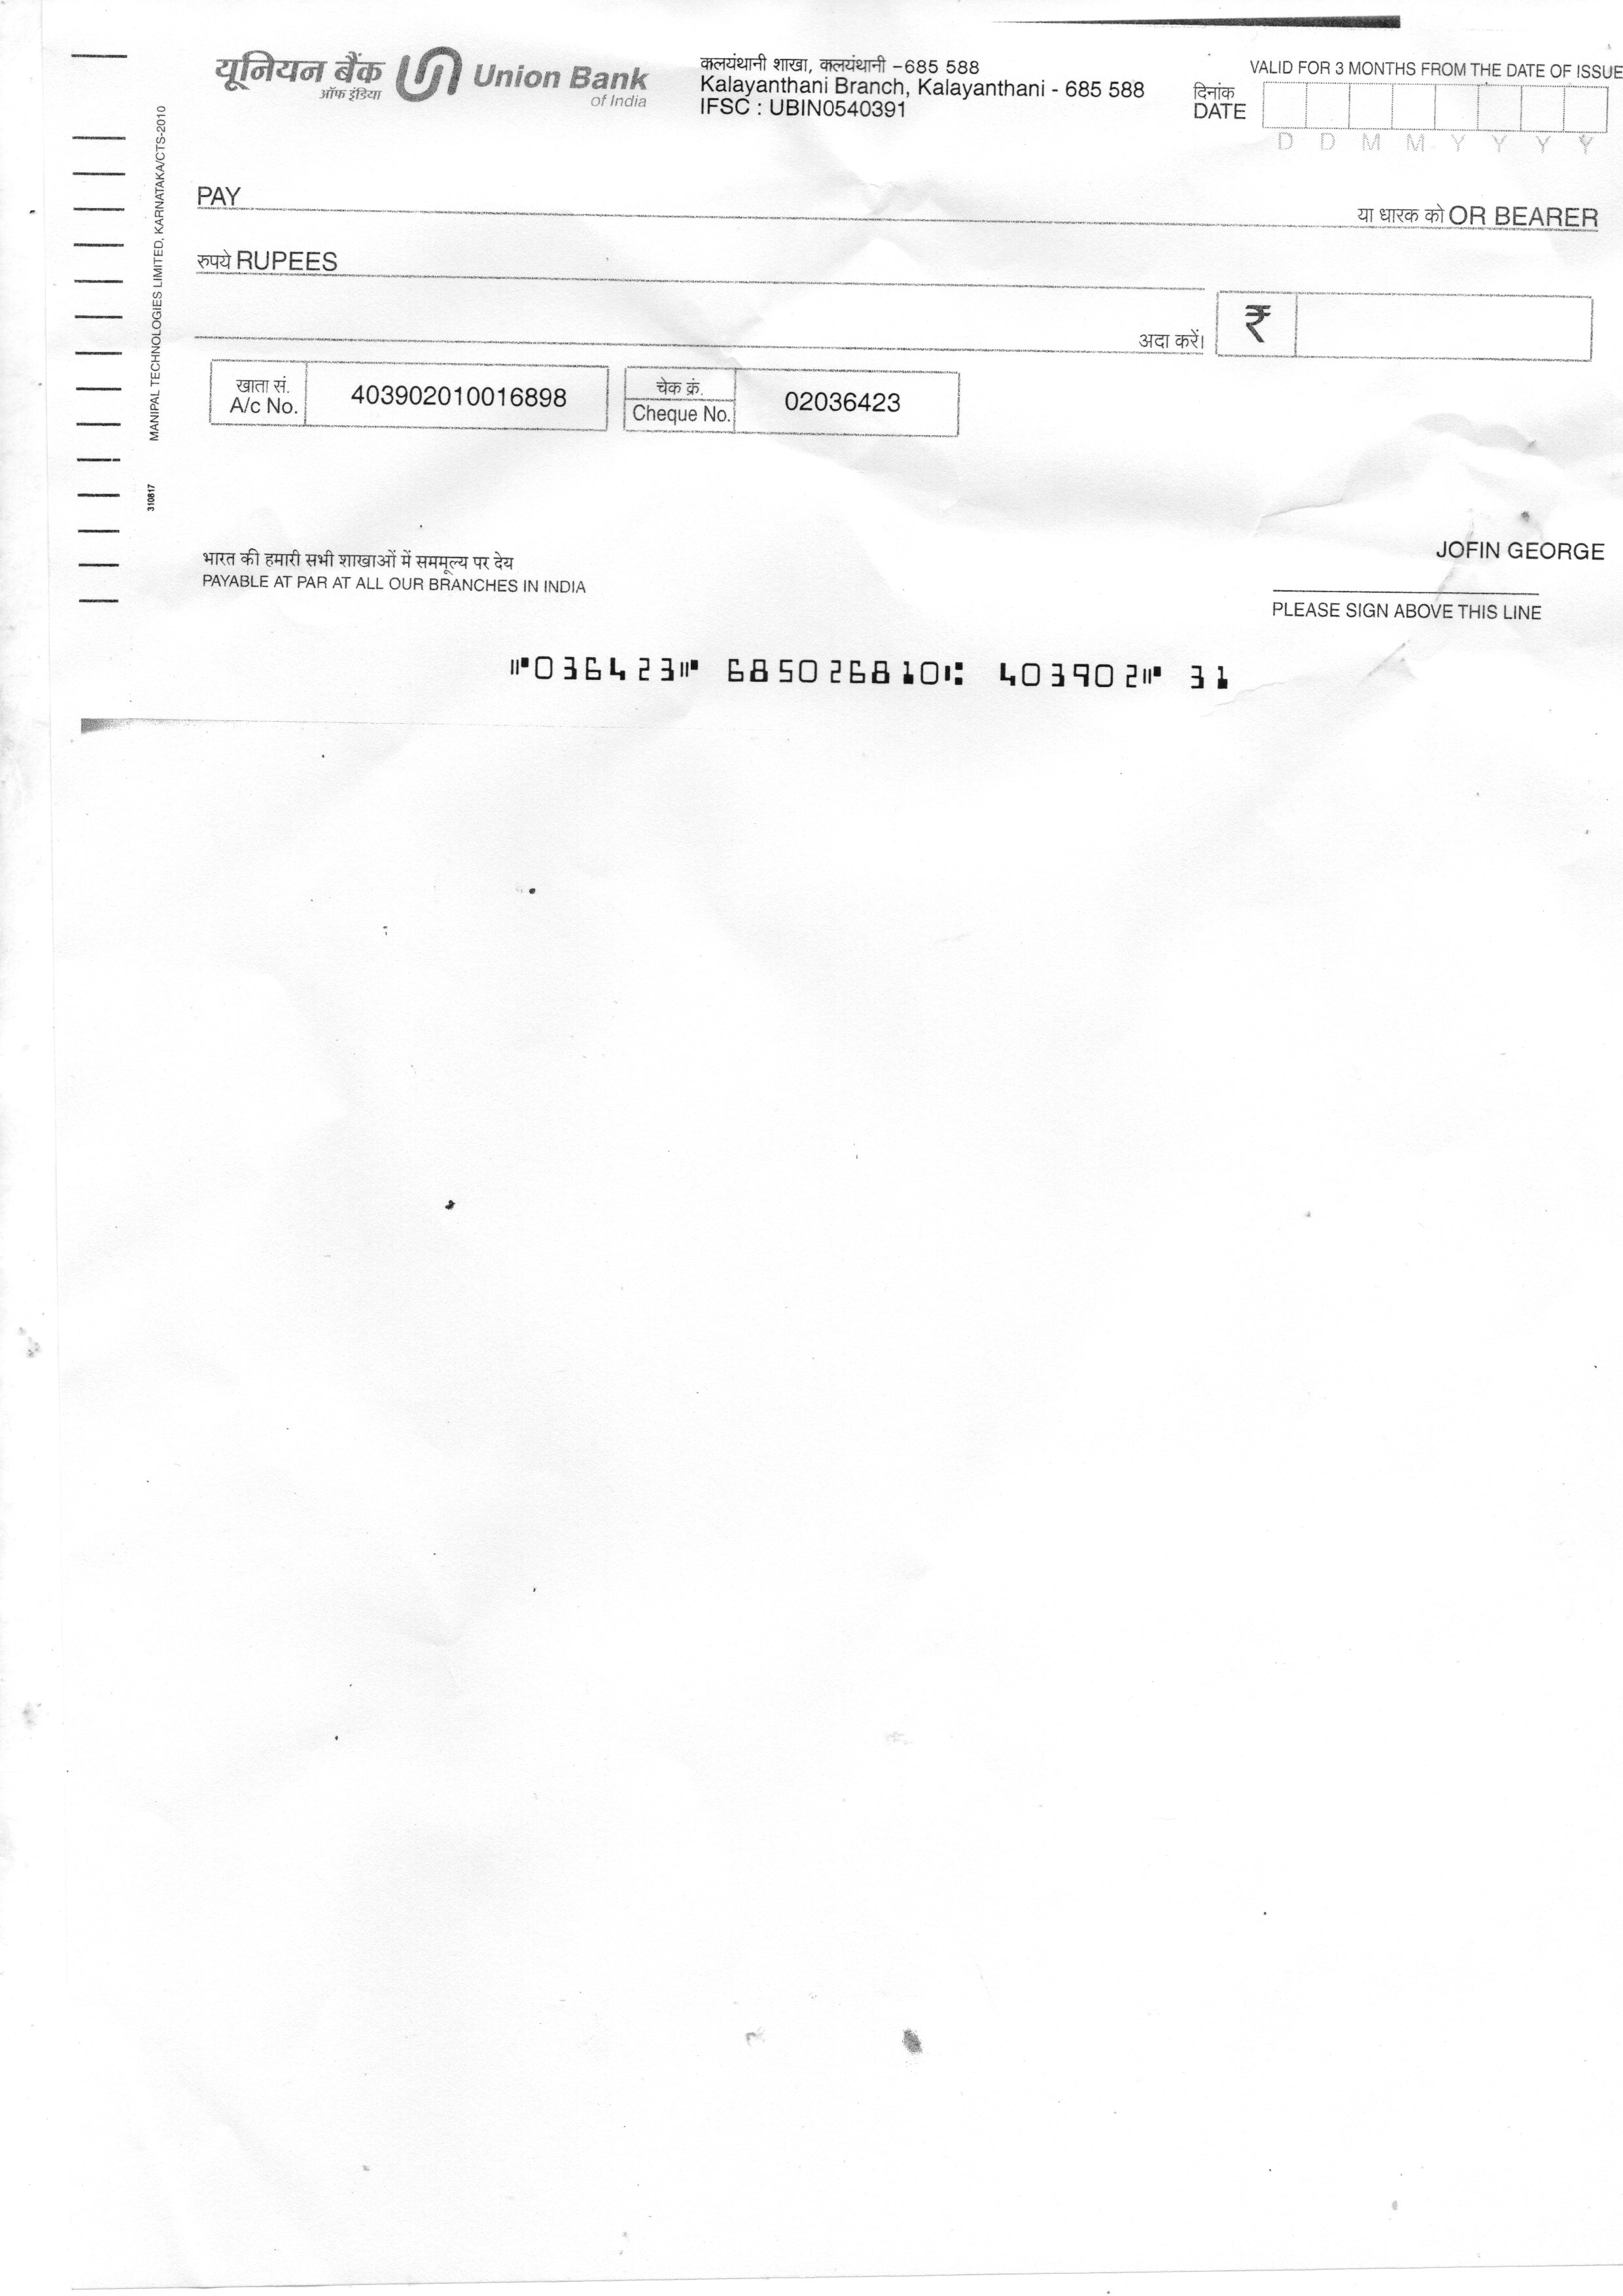 यूनियन बैंक
ऑफ इंडिया
Union Bank
of India
कलयंथानी शाखा, कलयंथानी –685 588
Kalayanthani Branch, Kalayanthani - 685 588
IFSC : UBIN0540391
VALID FOR 3 MONTHS FROM THE DATE OF ISSUE
दिनांक
DATE
D D M M Y Y Y Y
MANIPAL TECHNOLOGIES LIMITED, KARNATAKA/CTS-2010
310817
PAY
या धारक को OR BEARER
रुपये RUPEES
अदा करें।
₹
खाता सं.
A/c No.
403902010016898
चेक क्रं.
Cheque No.
02036423
JOFIN GEORGE
भारत की हमारी सभी शाखाओं में सममूल्य पर देय
PAYABLE AT PAR AT ALL OUR BRANCHES IN INDIA
PLEASE SIGN ABOVE THIS LINE
⑈036423⑈ 685026810⑆ 403902⑈ 31